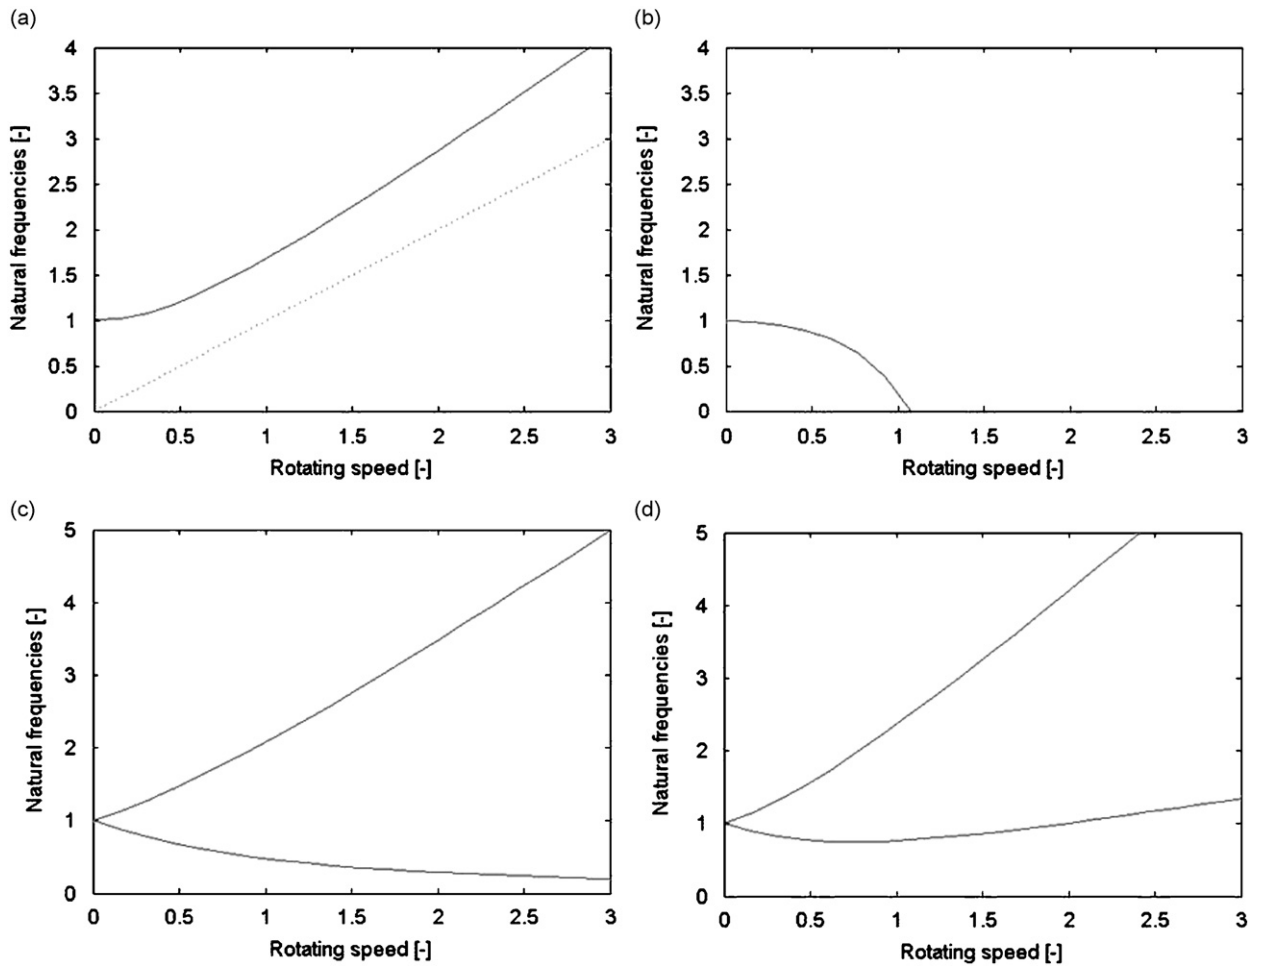 (a)
4
3.5
3
2.5
2
1.5
1
0.5
0
Natural frequencies [-]
0 0.5 1 1.5 2 2.5 3
Rotating speed [-]
(b)
4
3.5
3
2.5
2
1.5
1
0.5
0
Natural frequencies [-]
0 0.5 1 1.5 2 2.5 3
Rotating speed [-]
(c)
5
4
3
2
1
0
Natural frequencies [-]
0 0.5 1 1.5 2 2.5 3
Rotating speed [-]
(d)
5
4
3
2
1
0
Natural frequencies [-]
0 0.5 1 1.5 2 2.5 3
Rotating speed [-]